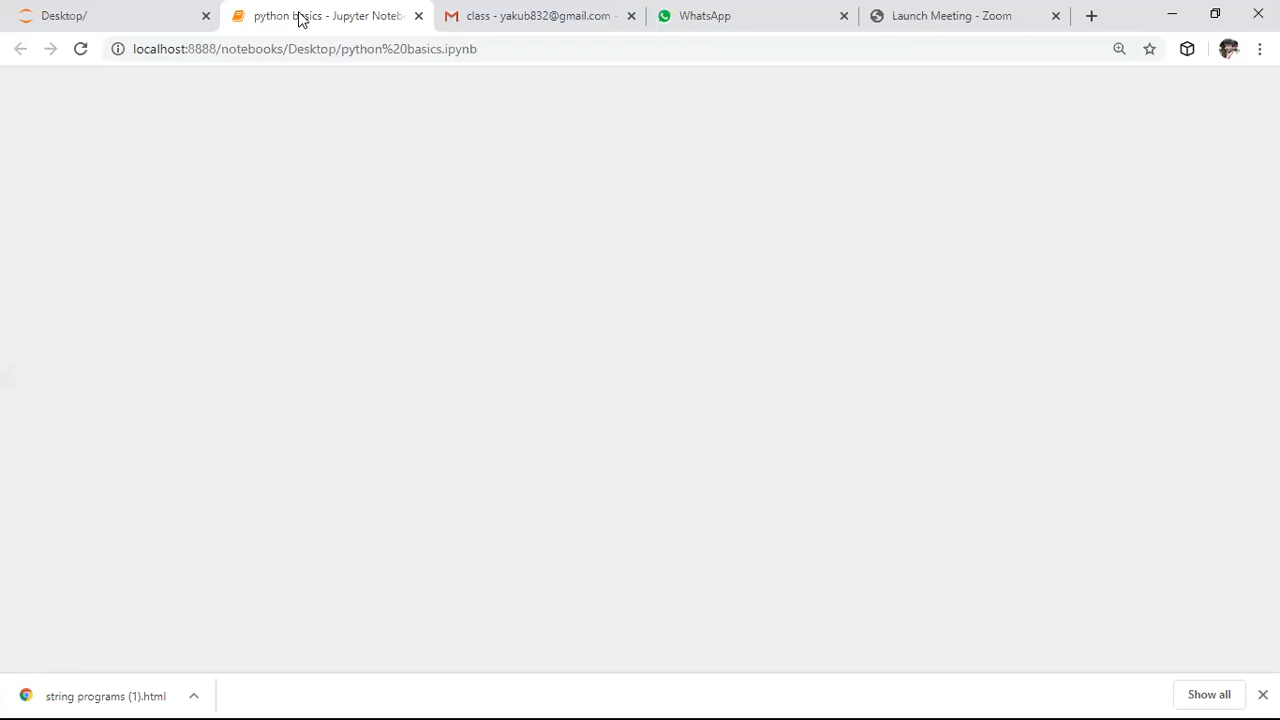 Desktop/
python basics - Jupyter Noteb
class - yakub832@gmail.com -
WhatsApp
Launch Meeting - Zoom
localhost:8888/notebooks/Desktop/python%20basics.ipynb
string programs (1).html
Show all